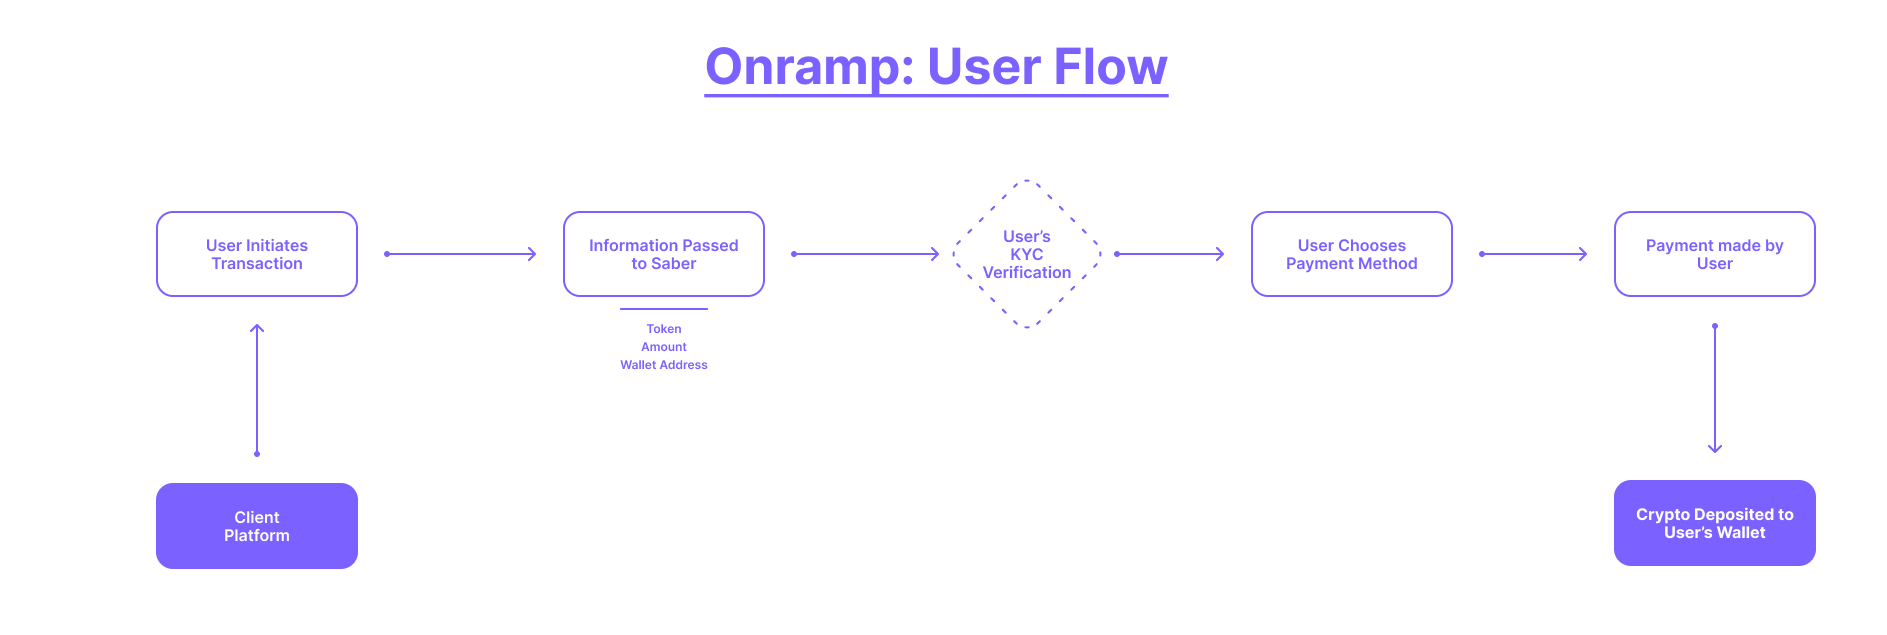 Onramp: User Flow
User Initiates
Transaction
Information Passed
to Saber
Token
Amount
Wallet Address
User’s
KYC
Verification
User Chooses
Payment Method
Payment made by
User
Client
Platform
Crypto Deposited to
User’s Wallet